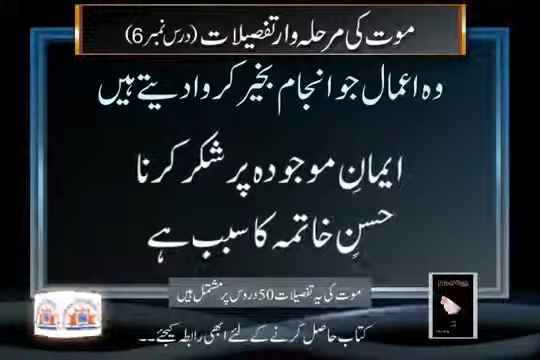 موت کی مرحلہ وار تفصیلات (درس نمبر 6)
وہ اعمال جو انجام بخیر کروا دیتے ہیں
ایمانِ موجودہ پر شکر کرنا
حسنِ خاتمہ کا سبب ہے
موت کی یہ تفصیلات 50 دروس پر مشتمل ہیں
کتاب حاصل کرنے کے لئے ابھی رابطہ کیجئے۔۔